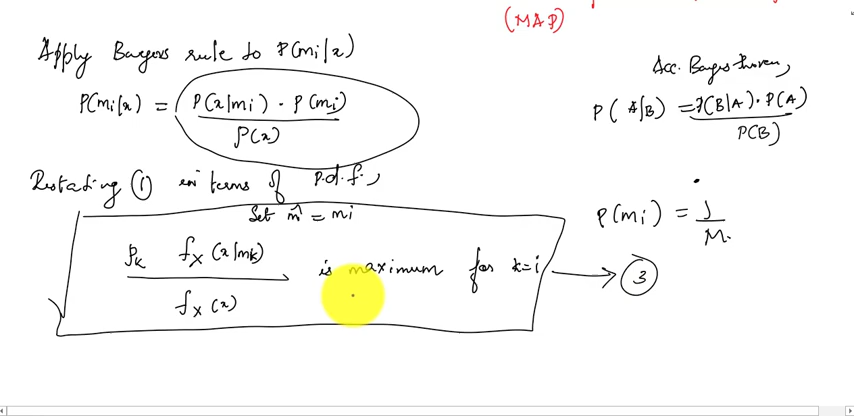 (MAP)
Apply Bayes rule to P(mi/x)
P(mi/x) = P(x|mi) . P(mi)
P(x)
Acc. Bayes theorem,
P(A/B) = P(B|A) . P(A)
P(B)
Restating ① in terms of p.d.f.,
Set m̂ = mi
pk fX(x|mk)
is maximum for k=i → ③
fX(x)
P(mi) = 1
M